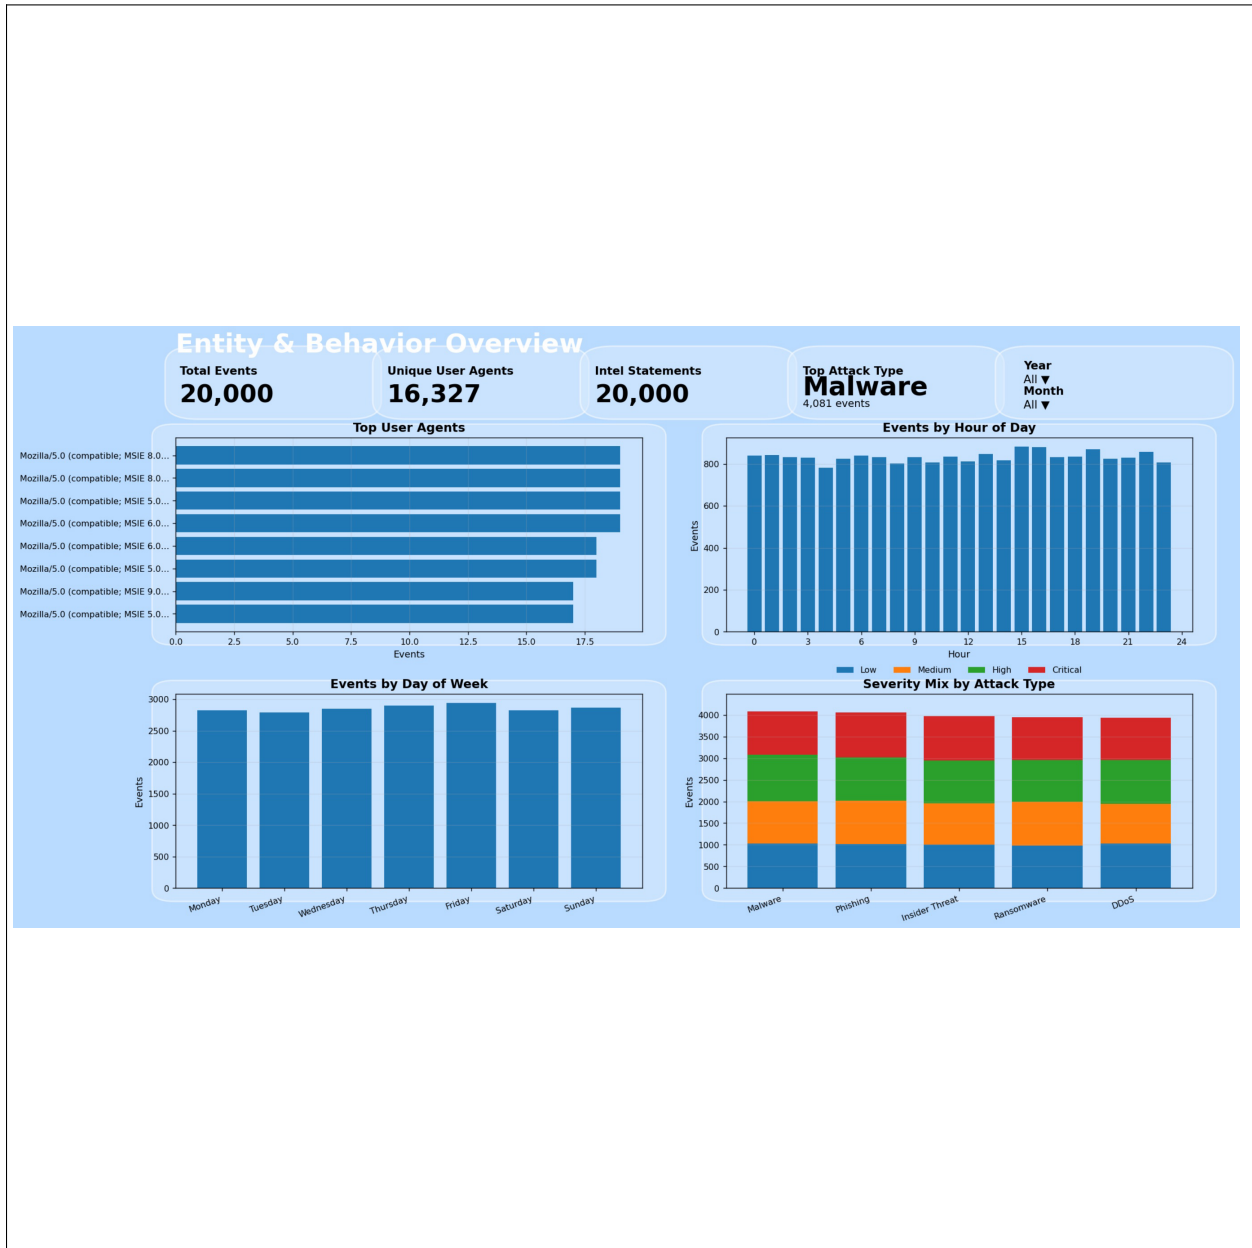 Entity & Behavior Overview
Total Events
20,000
Unique User Agents
16,327
Intel Statements
20,000
Top Attack Type
Malware
4,081 events
Year
All ▼
Month
All ▼
Top User Agents
Mozilla/5.0 (compatible; MSIE 8.0...
Mozilla/5.0 (compatible; MSIE 8.0...
Mozilla/5.0 (compatible; MSIE 5.0...
Mozilla/5.0 (compatible; MSIE 6.0...
Mozilla/5.0 (compatible; MSIE 6.0...
Mozilla/5.0 (compatible; MSIE 5.0...
Mozilla/5.0 (compatible; MSIE 9.0...
Mozilla/5.0 (compatible; MSIE 5.0...
0.0 2.5 5.0 7.5 10.0 12.5 15.0 17.5
Events
Events by Hour of Day
Events
800
600
400
200
0
0 3 6 9 12 15 18 21 24
Hour
Events by Day of Week
Events
3000
2500
2000
1500
1000
500
0
Monday Tuesday Wednesday Thursday Friday Saturday Sunday
Low Medium High Critical
Severity Mix by Attack Type
Events
4000
3500
3000
2500
2000
1500
1000
500
0
Malware Phishing Insider Threat Ransomware DDoS